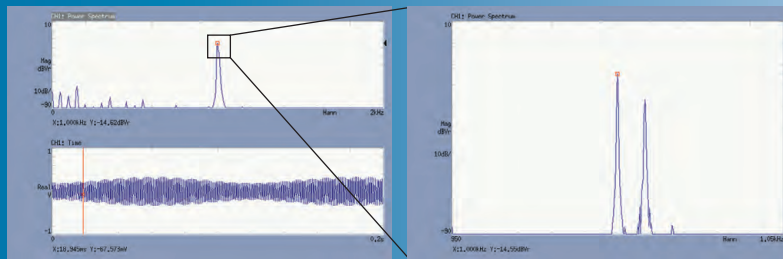 CH1: Power Spectrum
10
Mag
dBVr
10dB/
-90
0
Hann
2kHz
X:1.000kHz Y:-14.62dBVr
CH1: Time
1
Real
V
-1
0
0.2s
X:18.945ms Y:-67.573mV
CH1: Power Spectrum
10
Mag
dBVr
10dB/
-90
950
Hann
1.05kHz
X:1.000kHz Y:-14.55dBVr